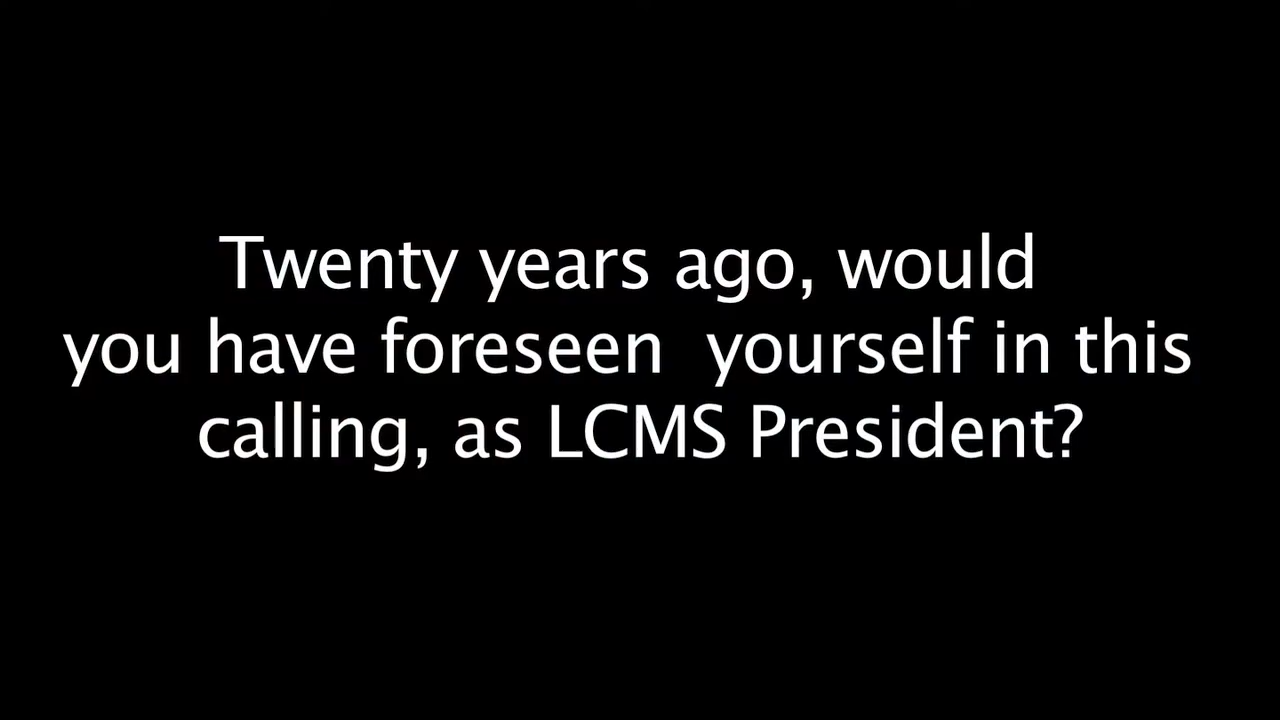 Twenty years ago, would
you have foreseen  yourself in this
calling, as LCMS President?